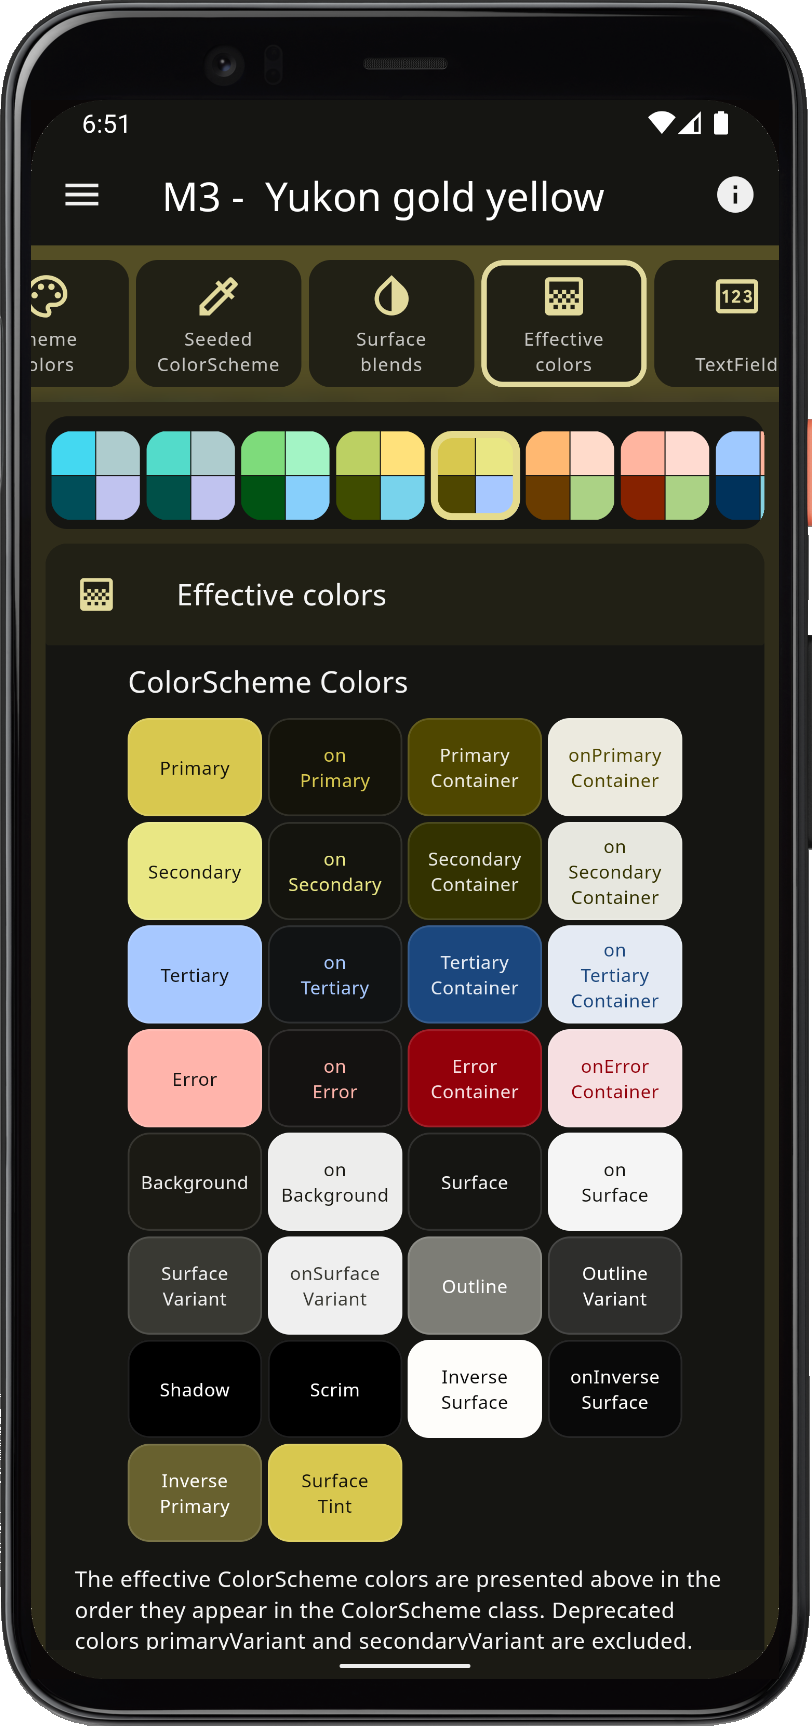 6:51
M3 -  Yukon gold yellow
Seeded
ColorScheme
Surface
blends
Effective
colors
123
TextField
Effective colors
ColorScheme Colors
Primary
on
Primary
Primary
Container
onPrimary
Container
Secondary
on
Secondary
Secondary
Container
on
Secondary
Container
Tertiary
on
Tertiary
Tertiary
Container
on
Tertiary
Container
Error
on
Error
Error
Container
onError
Container
Background
on
Background
Surface
on
Surface
Surface
Variant
onSurface
Variant
Outline
Outline
Variant
Shadow
Scrim
Inverse
Surface
onInverse
Surface
Inverse
Primary
Surface
Tint
The effective ColorScheme colors are presented above in the
order they appear in the ColorScheme class. Deprecated
colors primaryVariant and secondaryVariant are excluded.